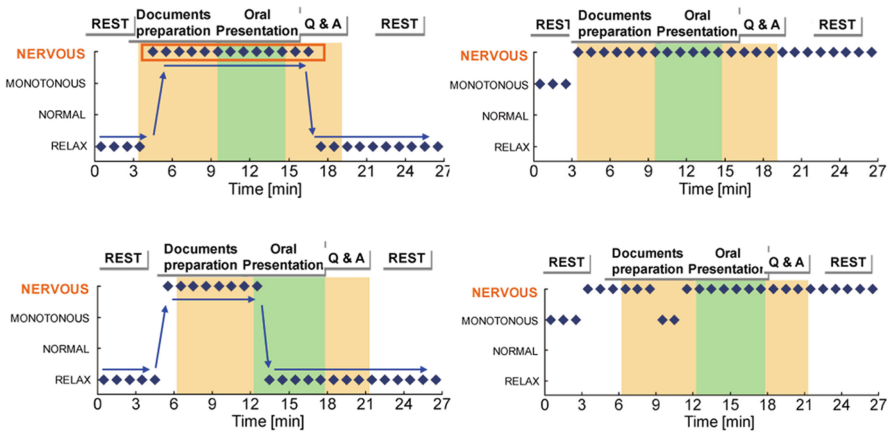 REST Documents preparation Oral Presentation Q & A REST
NERVOUS
MONOTONOUS
NORMAL
RELAX
0 3 6 9 12 15 18 21 24 27
Time [min]
REST Documents preparation Oral Presentation Q & A REST
NERVOUS
MONOTONOUS
NORMAL
RELAX
0 3 6 9 12 15 18 21 24 27
Time [min]
REST Documents preparation Oral Presentation Q & A REST
NERVOUS
MONOTONOUS
NORMAL
RELAX
0 3 6 9 12 15 18 21 24 27
Time [min]
REST Documents preparation Oral Presentation Q & A REST
NERVOUS
MONOTONOUS
NORMAL
RELAX
0 3 6 9 12 15 18 21 24 27
Time [min]